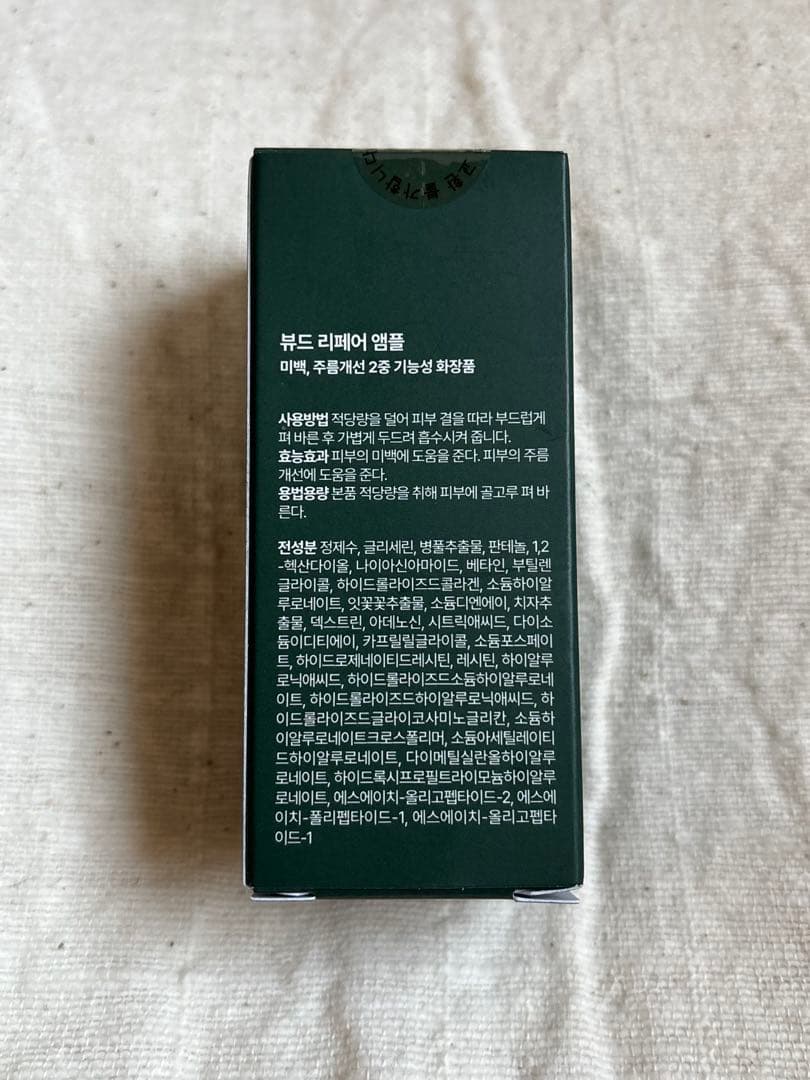 교환 불가합니다
뷰드 리페어 앰플
미백, 주름개선 2중 기능성 화장품
사용방법 적당량을 덜어 피부 결을 따라 부드럽게
펴 바른 후 가볍게 두드려 흡수시켜 줍니다.
효능효과 피부의 미백에 도움을 준다. 피부의 주름
개선에 도움을 준다.
용법용량 본품 적당량을 취해 피부에 골고루 펴 바
른다.
전성분 정제수, 글리세린, 병풀추출물, 판테놀, 1,2
-헥산다이올, 나이아신아마이드, 베타인, 부틸렌
글라이콜, 하이드롤라이즈드콜라겐, 소듐하이알
루로네이트, 잇꽃꽃추출물, 소듐디엔에이, 치자추
출물, 덱스트린, 아데노신, 시트릭애씨드, 다이소
듐이디티에이, 카프릴릴글라이콜, 소듐포스페이
트, 하이드로제네이티드레시틴, 레시틴, 하이알루
로닉애씨드, 하이드롤라이즈드소듐하이알루로네
이트, 하이드롤라이즈드하이알루로닉애씨드, 하
이드롤라이즈드글라이코사미노글리칸, 소듐하
이알루로네이트크로스폴리머, 소듐아세틸레이티
드하이알루로네이트, 다이메틸실란올하이알루
로네이트, 하이드록시프로필트라이모늄하이알루
로네이트, 에스에이치-올리고펩타이드-2, 에스에
이치-폴리펩타이드-1, 에스에이치-올리고펩타
이드-1